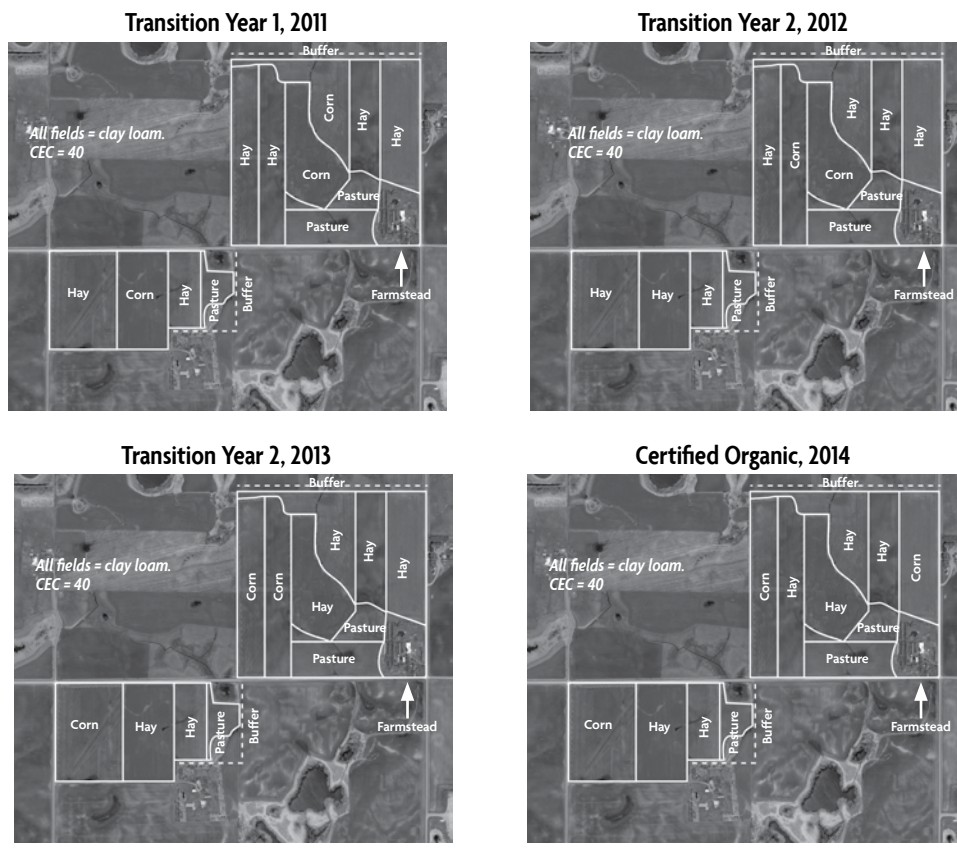 Transition Year 1, 2011
Buffer
*All fields = clay loam.
CEC = 40
Hay
Hay
Corn
Corn
Hay
Hay
Pasture
Pasture
Hay
Corn
Hay
Pasture
Buffer
Farmstead
Transition Year 2, 2012
Buffer
*All fields = clay loam.
CEC = 40
Hay
Corn
Corn
Hay
Hay
Hay
Pasture
Pasture
Hay
Hay
Hay
Pasture
Buffer
Farmstead
Transition Year 2, 2013
Buffer
*All fields = clay loam.
CEC = 40
Corn
Corn
Hay
Hay
Hay
Hay
Pasture
Pasture
Corn
Hay
Hay
Pasture
Buffer
Farmstead
Certified Organic, 2014
Buffer
*All fields = clay loam.
CEC = 40
Corn
Hay
Hay
Hay
Hay
Corn
Pasture
Pasture
Corn
Hay
Hay
Pasture
Buffer
Farmstead